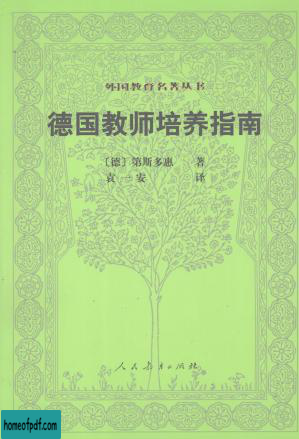 外国教育名著丛书
德国教师培养指南
〔德〕第斯多惠 著
袁一安 译
人民教育出版社
homeofpdf.com